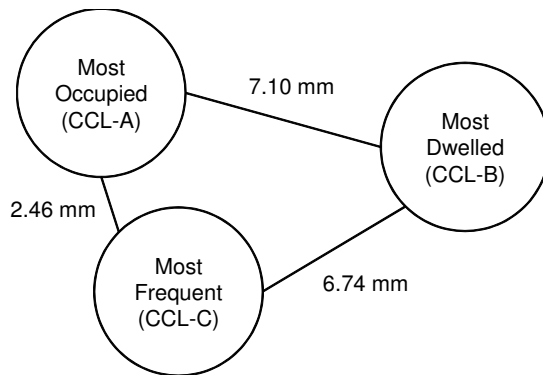 Most
Occupied
(CCL-A)
7.10 mm
Most
Dwelled
(CCL-B)
2.46 mm
Most
Frequent
(CCL-C)
6.74 mm